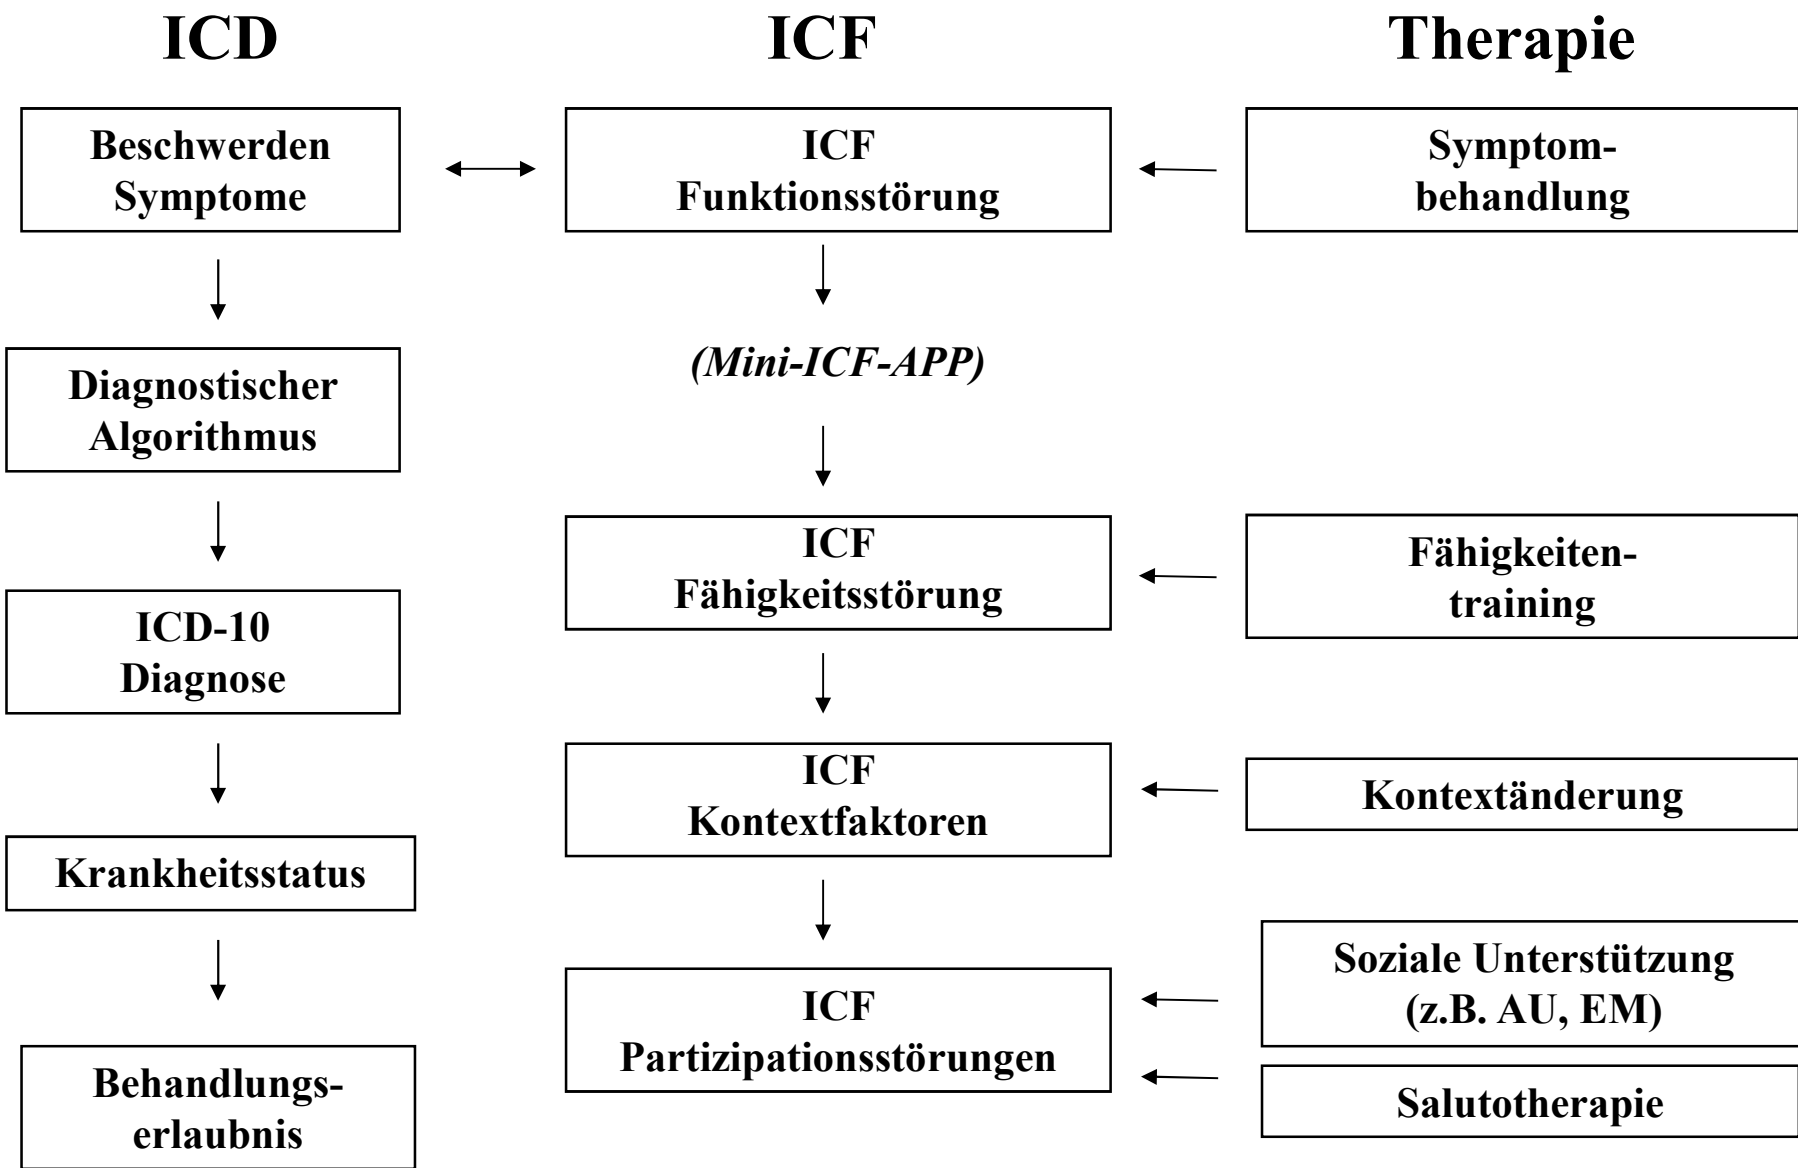 ICD
ICF
Therapie
Beschwerden
Symptome
ICF
Funktionsstörung
Symptom-
behandlung
Diagnostischer
Algorithmus
(Mini-ICF-APP)
ICF
Fähigkeitsstörung
Fähigkeiten-
training
ICD-10
Diagnose
ICF
Kontextfaktoren
Kontextänderung
Krankheitsstatus
ICF
Partizipationsstörungen
Soziale Unterstützung
(z.B. AU, EM)
Behandlungs-
erlaubnis
Salutotherapie